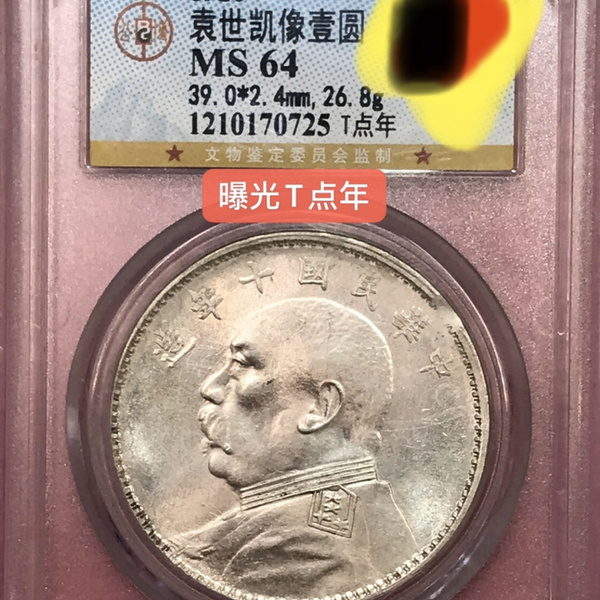 袁世凯像壹圆
MS 64
39.0*2.4mm, 26.8g
1210170725 T点年
★ 文物鉴定委员会监制 ★
曝光T点年
造年十國民華中